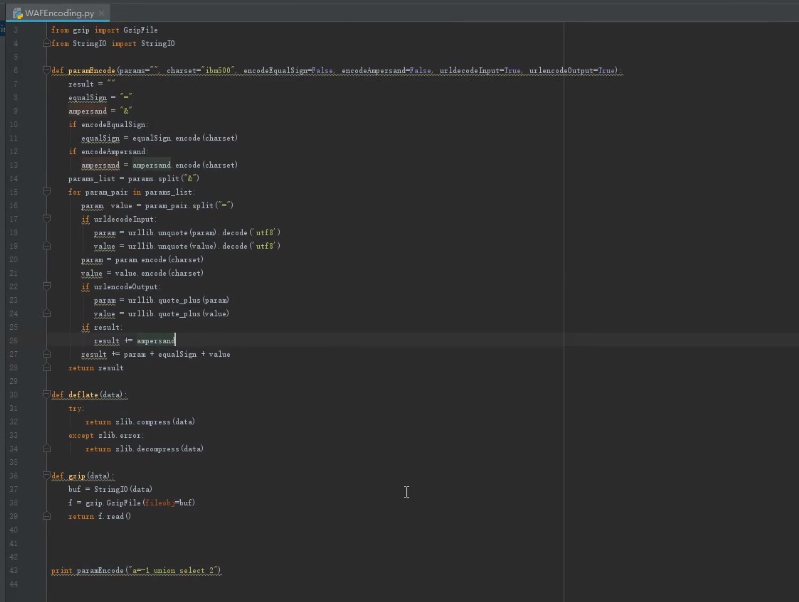 WAFEncoding.py
3 from gzip import GzipFile
4 from StringIO import StringIO
5
6 def paramEncode(params="", charset="ibm500", encodeEqualSign=False, encodeAmpersand=False, urldecodeInput=True, urlencodeOutput=True):
7 result = ""
8 equalSign = "="
9 ampersand = "&"
10 if encodeEqualSign:
11 equalSign = equalSign.encode(charset)
12 if encodeAmpersand:
13 ampersand = ampersand.encode(charset)
14 params_list = params.split("&")
15 for param_pair in params_list:
16 param, value = param_pair.split("=")
17 if urldecodeInput:
18 param = urllib.unquote(param).decode('utf8')
19 value = urllib.unquote(value).decode('utf8')
20 param = param.encode(charset)
21 value = value.encode(charset)
22 if urlencodeOutput:
23 param = urllib.quote_plus(param)
24 value = urllib.quote_plus(value)
25 if result:
26 result += ampersand
27 result += param + equalSign + value
28 return result
29
30 def deflate(data):
31 try:
32 return zlib.compress(data)
33 except zlib.error:
34 return zlib.decompress(data)
35
36 def gzip(data):
37 buf = StringIO(data)
38 f = gzip.GzipFile(fileobj=buf)
39 return f.read()
40
41
42
43 print paramEncode("a=-1 union select 2")
44